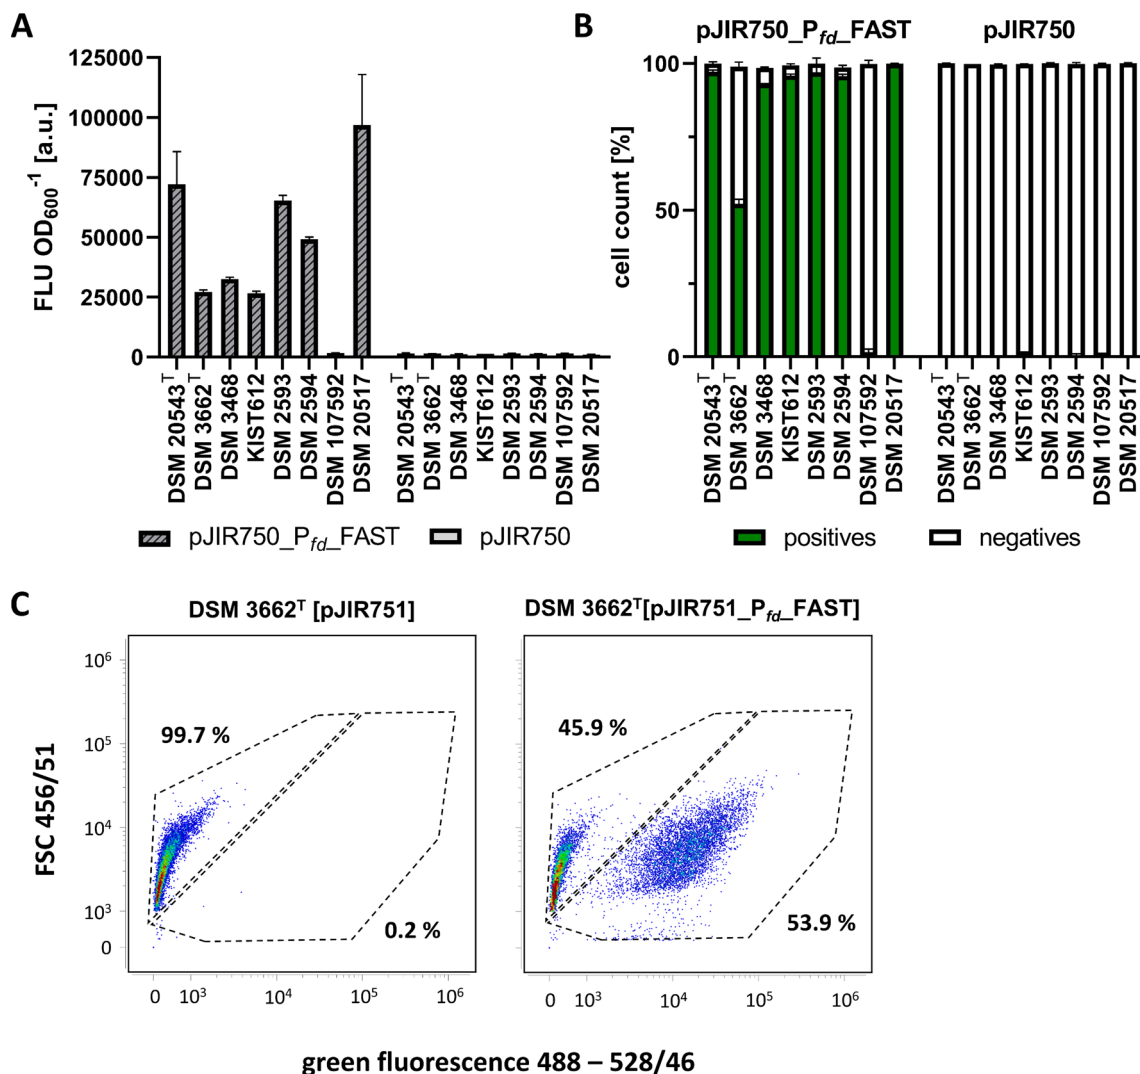 A
125000
100000
75000
50000
25000
0
FLU OD600-1 [a.u.]
DSM 20543T
DSM 3662T
DSM 3468
KIST612
DSM 2593
DSM 2594
DSM 107592
DSM 20517
DSM 20543T
DSM 3662T
DSM 3468
KIST612
DSM 2593
DSM 2594
DSM 107592
DSM 20517
pJIR750_Pfd_FAST
pJIR750
B
pJIR750_Pfd_FAST
pJIR750
100
50
0
cell count [%]
DSM 20543T
DSM 3662T
DSM 3468
KIST612
DSM 2593
DSM 2594
DSM 107592
DSM 20517
DSM 20543T
DSM 3662T
DSM 3468
KIST612
DSM 2593
DSM 2594
DSM 107592
DSM 20517
positives
negatives
C
DSM 3662T [pJIR751]
DSM 3662T[pJIR751_Pfd_FAST]
FSC 456/51
106
105
104
103
0
99.7 %
0.2 %
0
103
104
105
106
45.9 %
53.9 %
0
103
104
105
106
green fluorescence 488 – 528/46